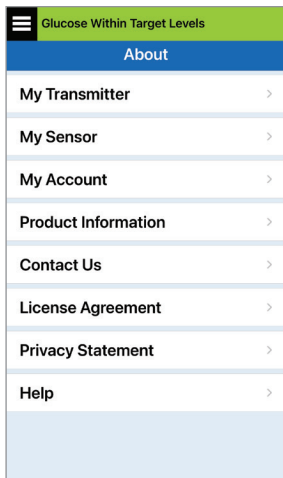 Glucose Within Target Levels
About
My Transmitter
My Sensor
My Account
Product Information
Contact Us
License Agreement
Privacy Statement
Help